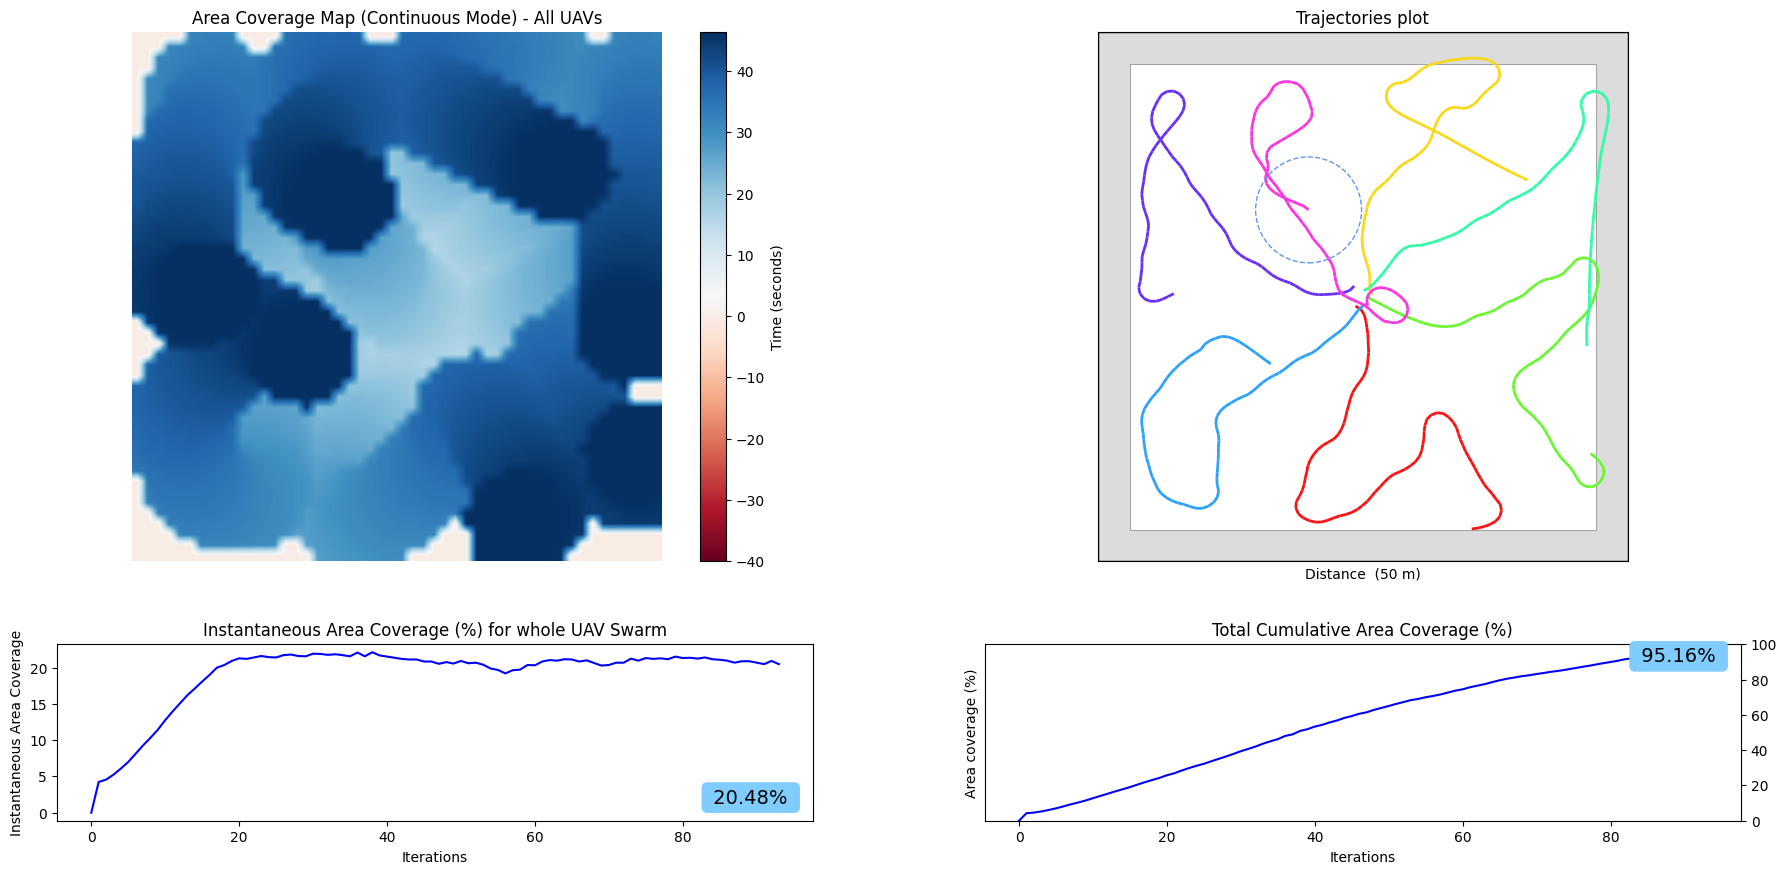 Area Coverage Map (Continuous Mode) - All UAVs
40
30
20
10
0
−10
−20
−30
−40
Time (seconds)
Trajectories plot
Distance  (50 m)
Instantaneous Area Coverage (%) for whole UAV Swarm
Instantaneous Area Coverage
20
15
10
5
0
20.48%
0 20 40 60 80
Iterations
Total Cumulative Area Coverage (%)
Area coverage (%)
95.16%
100
80
60
40
20
0
0 20 40 60 80
Iterations